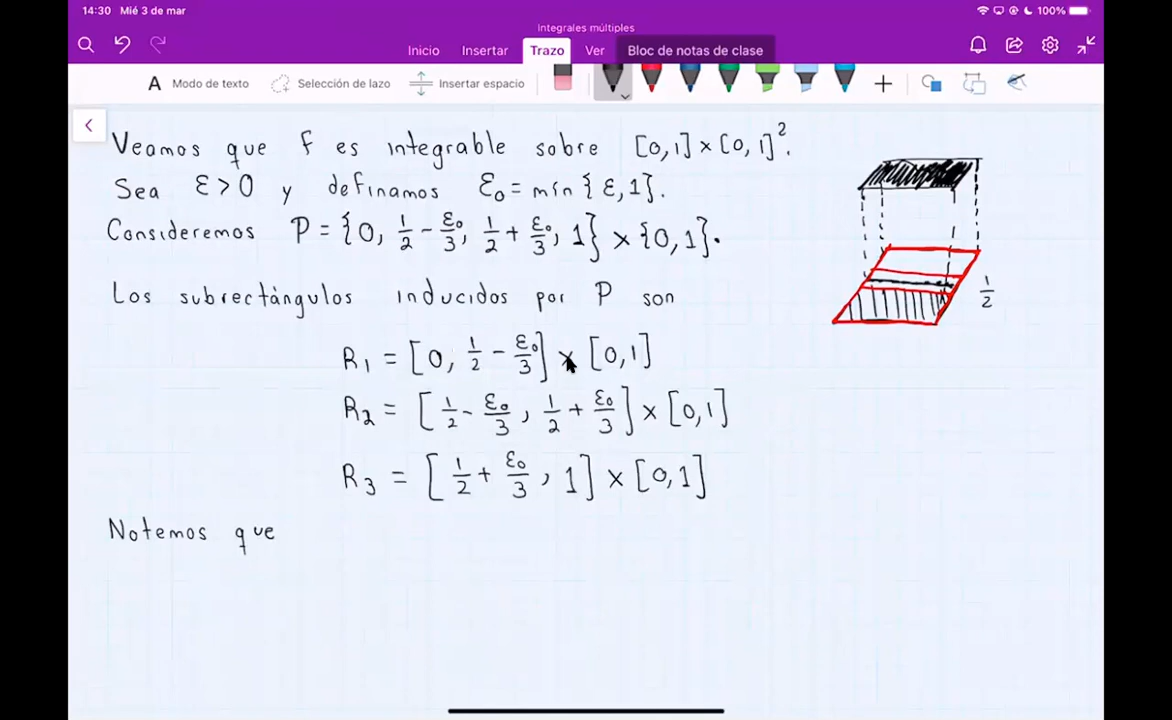 14:30 Mié 3 de mar
100%
Integrales múltiples
Inicio Insertar Trazo Ver Bloc de notas de clase
A Modo de texto Selección de lazo Insertar espacio
Veamos que f es integrable sobre [0,1]×[0,1]².
Sea ε>0 y definamos ε₀ = mín{ε,1}.
Consideremos P = {0, 1/2 - ε₀/3, 1/2 + ε₀/3, 1} × {0,1}.
Los subrectángulos inducidos por P son
R₁ = [0, 1/2 - ε₀/3] × [0,1]
R₂ = [1/2 - ε₀/3, 1/2 + ε₀/3] × [0,1]
R₃ = [1/2 + ε₀/3, 1] × [0,1]
Notemos que
1/2